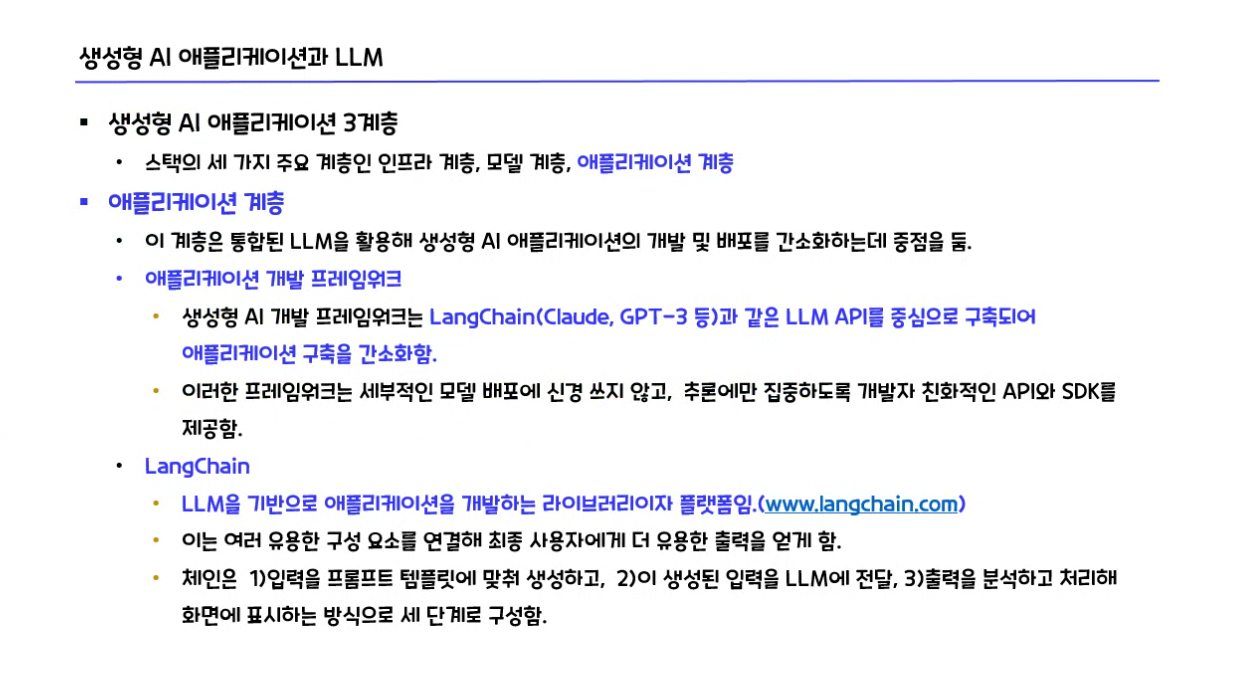 생성형 AI 애플리케이션과 LLM
▪ 생성형 AI 애플리케이션 3계층
• 스택의 세 가지 주요 계층인 인프라 계층, 모델 계층, 애플리케이션 계층
▪ 애플리케이션 계층
• 이 계층은 통합된 LLM을 활용해 생성형 AI 애플리케이션의 개발 및 배포를 간소화하는데 중점을 둠.
• 애플리케이션 개발 프레임워크
• 생성형 AI 개발 프레임워크는 LangChain(Claude, GPT-3 등)과 같은 LLM API를 중심으로 구축되어
애플리케이션 구축을 간소화함.
• 이러한 프레임워크는 세부적인 모델 배포에 신경 쓰지 않고, 추론에만 집중하도록 개발자 친화적인 API와 SDK를
제공함.
• LangChain
• LLM을 기반으로 애플리케이션을 개발하는 라이브러리이자 플랫폼임.(www.langchain.com)
• 이는 여러 유용한 구성 요소를 연결해 최종 사용자에게 더 유용한 출력을 얻게 함.
• 체인은 1)입력을 프롬프트 템플릿에 맞춰 생성하고, 2)이 생성된 입력을 LLM에 전달, 3)출력을 분석하고 처리해
화면에 표시하는 방식으로 세 단계로 구성함.